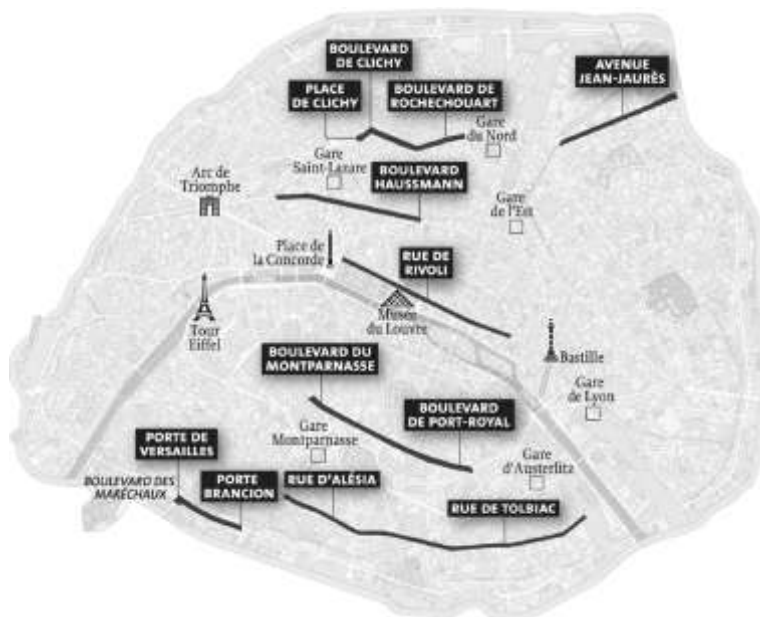 BOULEVARD
DE CLICHY
AVENUE
JEAN-JAURÈS
PLACE
DE CLICHY
BOULEVARD DE
ROCHECHOUART
Gare
du Nord
Gare
Saint-Lazare
BOULEVARD
HAUSSMANN
Arc de
Triomphe
Gare
de l'Est
Place de
la Concorde
RUE DE
RIVOLI
Musée
du Louvre
Tour
Eiffel
Bastille
BOULEVARD DU
MONTPARNASSE
Gare
de Lyon
BOULEVARD
DE PORT-ROYAL
Gare
Montparnasse
PORTE DE
VERSAILLES
Gare
d'Austerlitz
BOULEVARD DES
MARÉCHAUX
PORTE
BRANCION
RUE D'ALÉSIA
RUE DE TOLBIAC